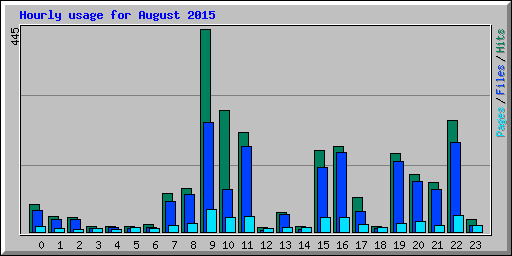 Hourly usage for August 2015
445
Pages/Files/Hits
0 1 2 3 4 5 6 7 8 9 10 11 12 13 14 15 16 17 18 19 20 21 22 23